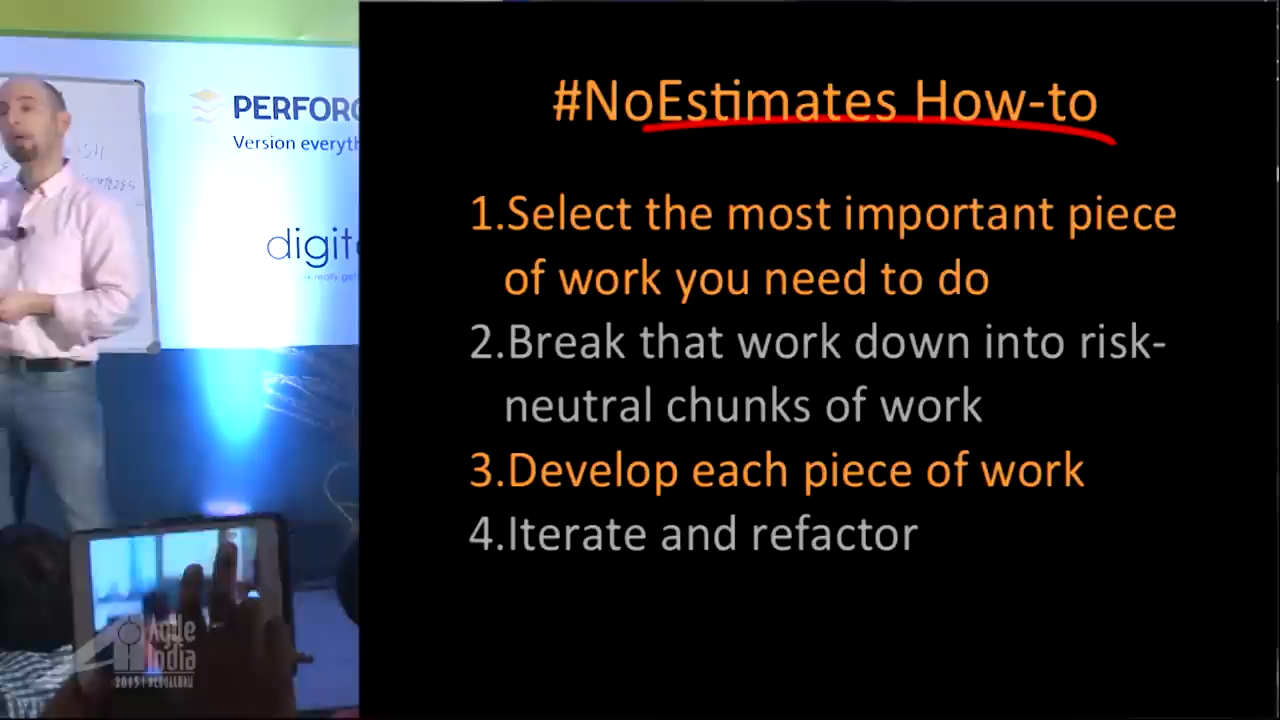 PERFORC
Version everyth
digit
#NoEstimates How-to
1.Select the most important piece
of work you need to do
2.Break that work down into risk-
neutral chunks of work
3.Develop each piece of work
4.Iterate and refactor
Agile
India
2015 | BENGALURU